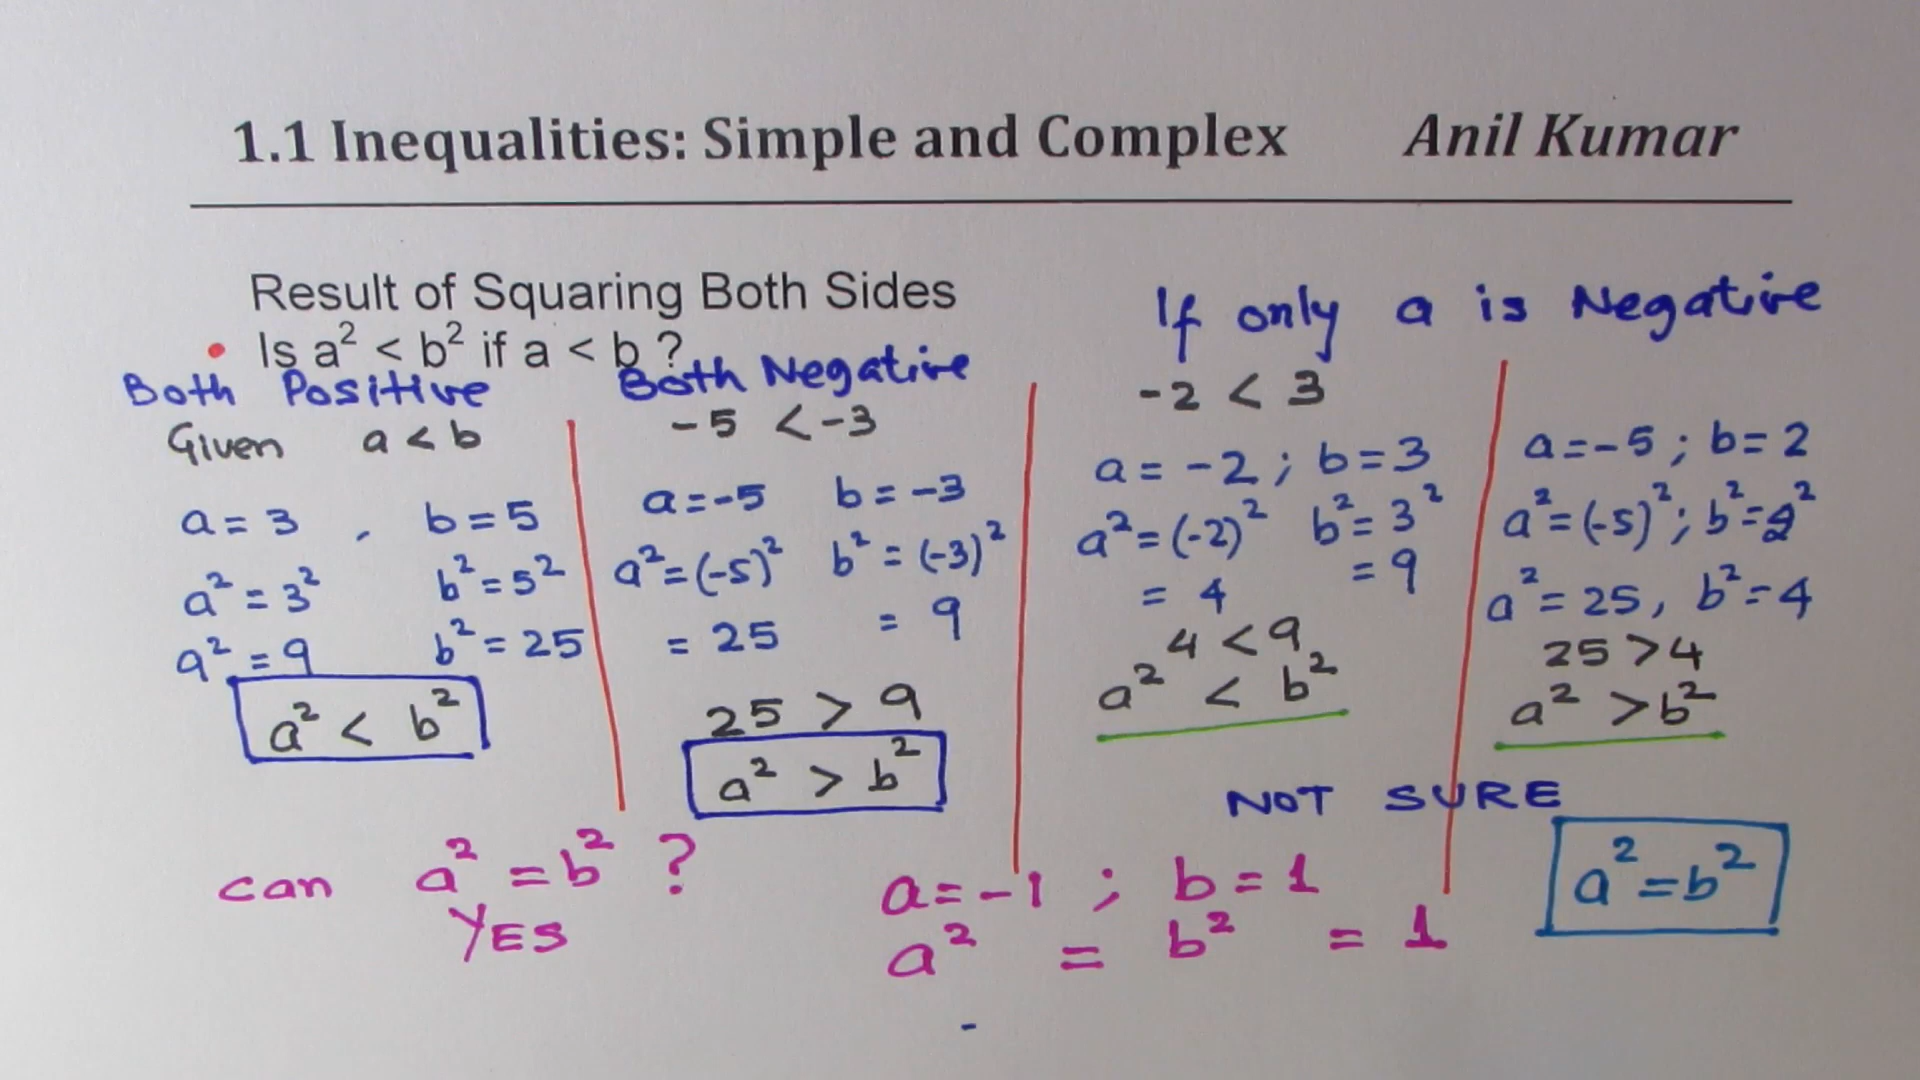 1.1 Inequalities: Simple and Complex Anil Kumar
Result of Squaring Both Sides
• Is a² < b² if a < b ?
Both Positive
Given a < b
a = 3 , b = 5
a² = 3² b² = 5²
a² = 9 b² = 25
a² < b²
Both Negative
-5 < -3
a = -5 b = -3
a² = (-5)² b² = (-3)²
= 25 = 9
25 > 9
a² > b²
If only a is Negative
-2 < 3
a = -2 ; b = 3
a² = (-2)² b² = 3²
= 4 = 9
4 < 9
a² < b²
a = -5 ; b = 2
a² = (-5)² ; b² = 2²
a² = 25, b² = 4
25 > 4
a² > b²
NOT SURE
can a² = b² ?
YES
a = -1 ; b = 1
a² = b² = 1
a² = b²
-